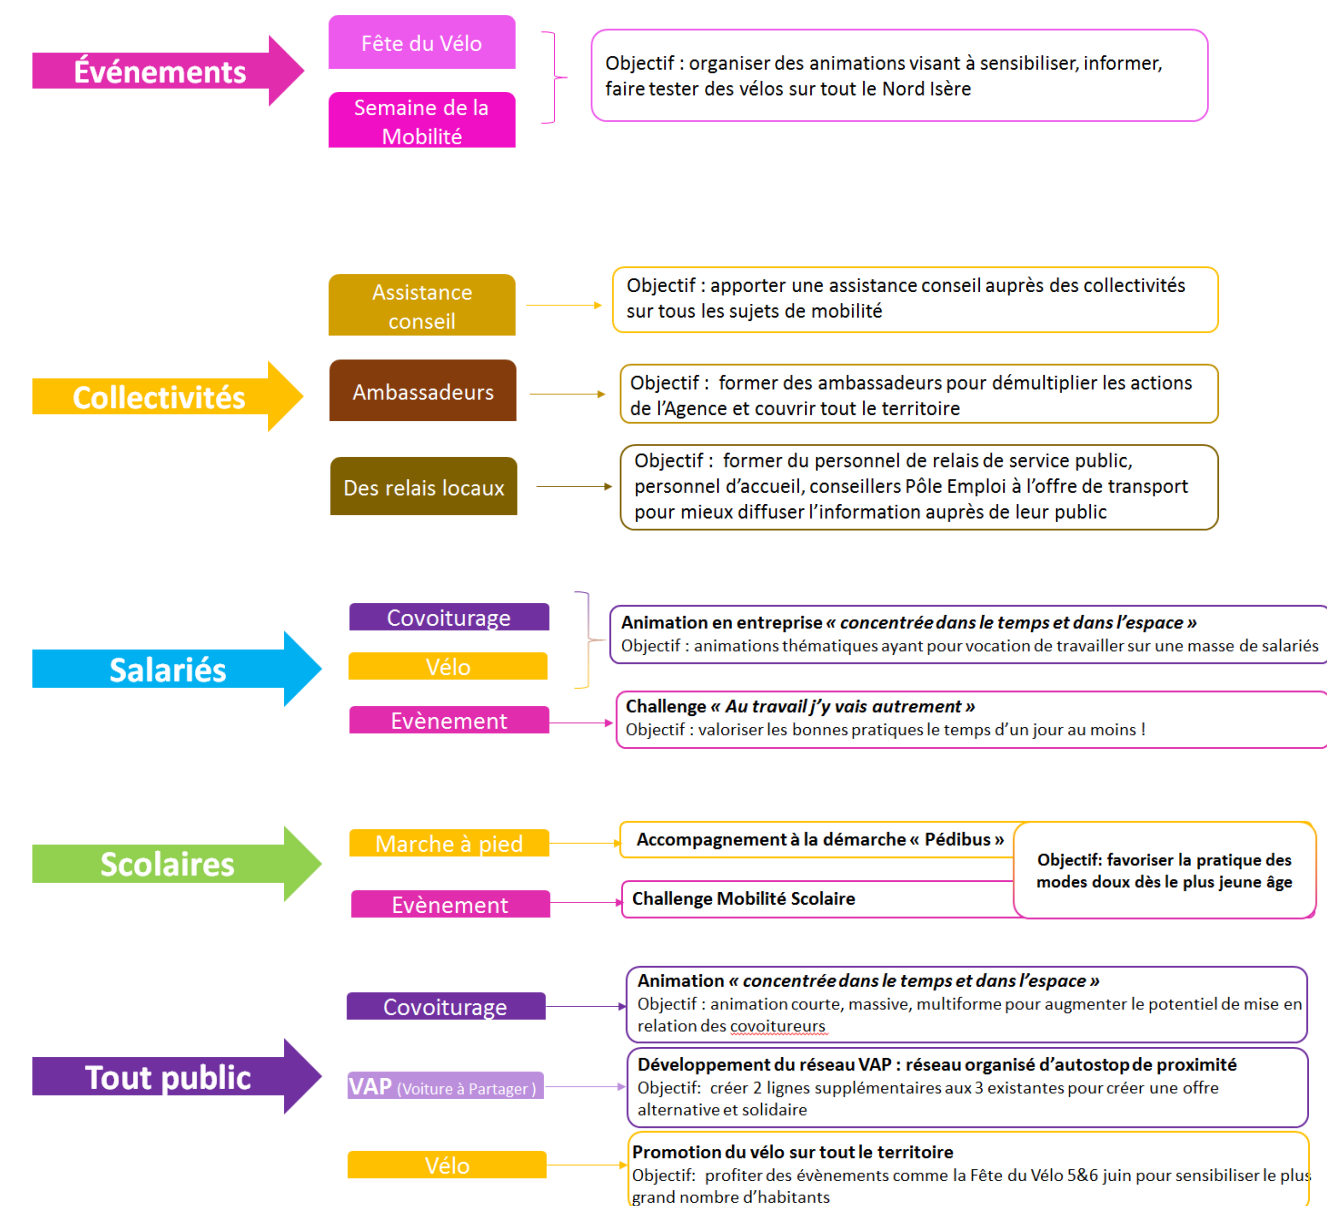 Événements
Fête du Vélo
Semaine de la
Mobilité
Objectif : organiser des animations visant à sensibiliser, informer,
faire tester des vélos sur tout le Nord Isère
Collectivités
Assistance
conseil
Objectif : apporter une assistance conseil auprès des collectivités
sur tous les sujets de mobilité
Ambassadeurs
Objectif :  former des ambassadeurs pour démultiplier les actions
de l’Agence et couvrir tout le territoire
Des relais locaux
Objectif :  former du personnel de relais de service public,
personnel d’accueil, conseillers Pôle Emploi à l’offre de transport
pour mieux diffuser l’information auprès de leur public
Salariés
Covoiturage
Vélo
Animation en entreprise « concentrée dans le temps et dans l’espace »
Objectif : animations thématiques ayant pour vocation de travailler sur une masse de salariés
Evènement
Challenge « Au travail j’y vais autrement »
Objectif : valoriser les bonnes pratiques le temps d’un jour au moins !
Scolaires
Marche à pied
Accompagnement à la démarche « Pédibus »
Evènement
Challenge Mobilité Scolaire
Objectif: favoriser la pratique des
modes doux dès le plus jeune âge
Tout public
Covoiturage
Animation « concentrée dans le temps et dans l’espace »
Objectif : animation courte, massive, multiforme pour augmenter le potentiel de mise en
relation des covoitureurs
VAP (Voiture à Partager )
Développement du réseau VAP : réseau organisé d’autostop de proximité
Objectif:  créer 2 lignes supplémentaires aux 3 existantes pour créer une offre
alternative et solidaire
Vélo
Promotion du vélo sur tout le territoire
Objectif:  profiter des évènements comme la Fête du Vélo 5&6 juin pour sensibiliser le plus
grand nombre d’habitants